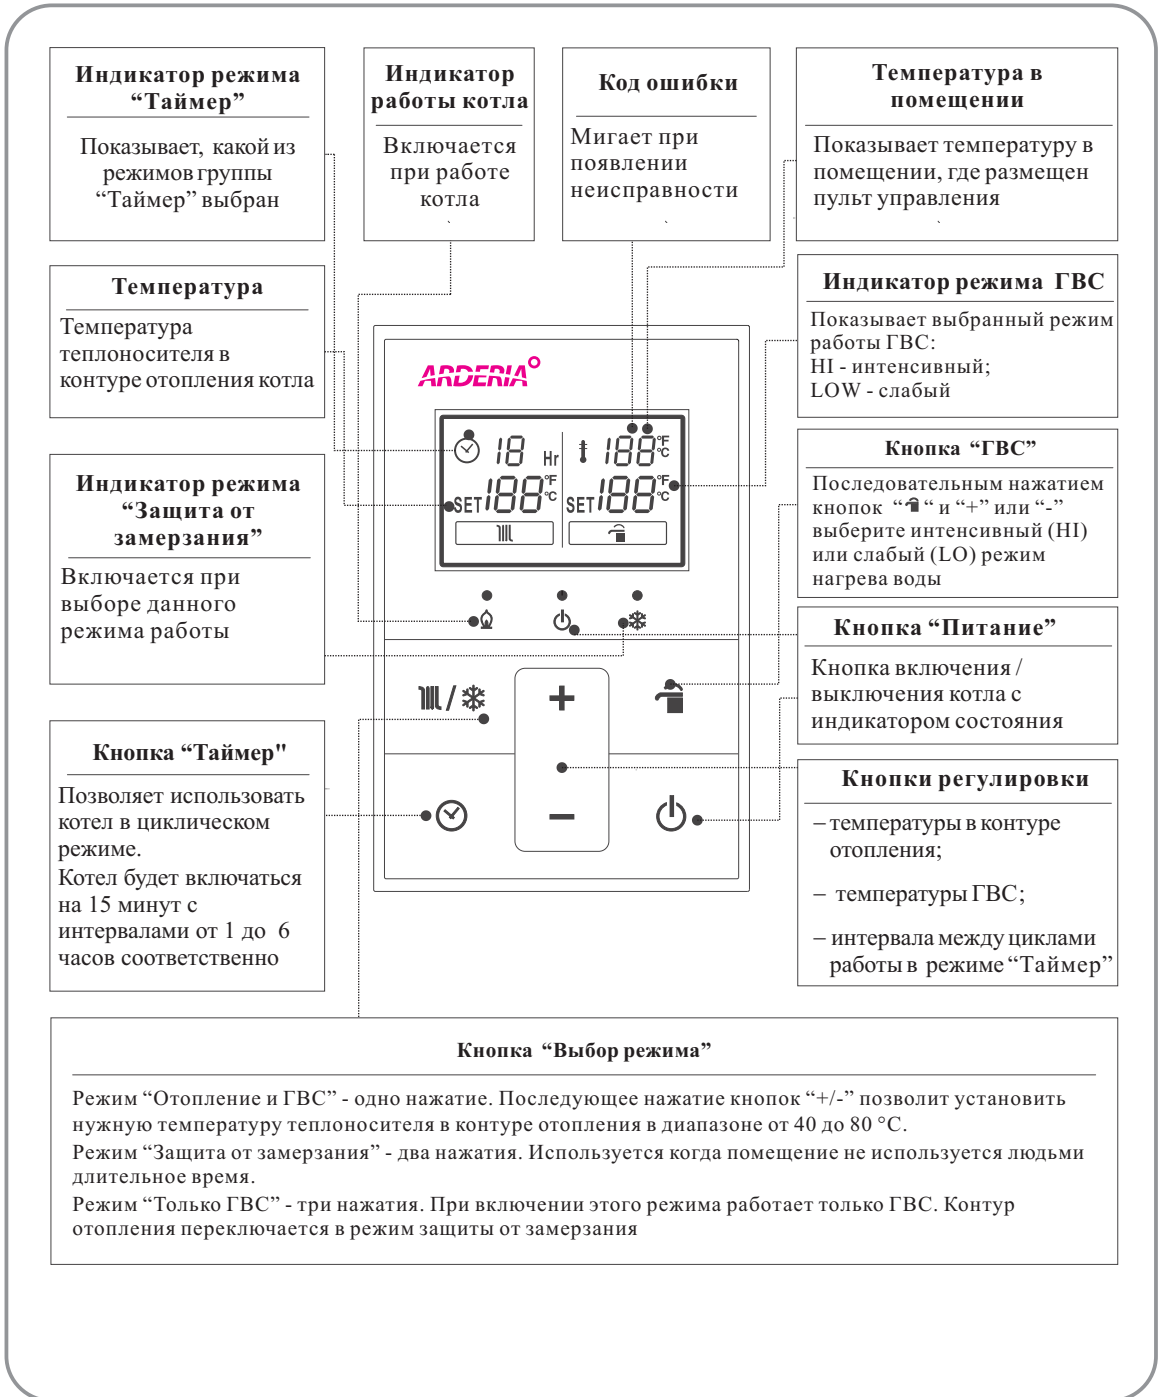 Индикатор режима
“Таймер”
Показывает, какой из
режимов группы
“Таймер” выбран
Индикатор
работы котла
Включается
при работе
котла
Код ошибки
Мигает при
появлении
неисправности
Температура в
помещении
Показывает температуру в
помещении, где размещен
пульт управления
Температура
Температура
теплоносителя в
контуре отопления котла
Индикатор режима ГВС
Показывает выбранный режим
работы ГВС:
HI - интенсивный;
LOW - слабый
ARDERIA
18 Hr 188 °F °C
SET 188 °F °C SET 188 °F °C
Индикатор режима
“Защита от
замерзания”
Включается при
выборе данного
режима работы
Кнопка “ГВС”
Последовательным нажатием
кнопок “ “ и “+” или “-”
выберите интенсивный (HI)
или слабый (LO) режим
нагрева воды
Кнопка “Питание”
Кнопка включения /
выключения котла с
индикатором состояния
/
+
−
Кнопка “Таймер"
Позволяет использовать
котел в циклическом
режиме.
Котел будет включаться
на 15 минут с
интервалами от 1 до 6
часов соответственно
Кнопки регулировки
– температуры в контуре
отопления;
– температуры ГВС;
– интервала между циклами
работы в режиме “Таймер”
Кнопка “Выбор режима”
Режим “Отопление и ГВС” - одно нажатие. Последующее нажатие кнопок “+/-” позволит установить
нужную температуру теплоносителя в контуре отопления в диапазоне от 40 до 80 °C.
Режим “Защита от замерзания” - два нажатия. Используется когда помещение не используется людьми
длительное время.
Режим “Только ГВС” - три нажатия. При включении этого режима работает только ГВС. Контур
отопления переключается в режим защиты от замерзания